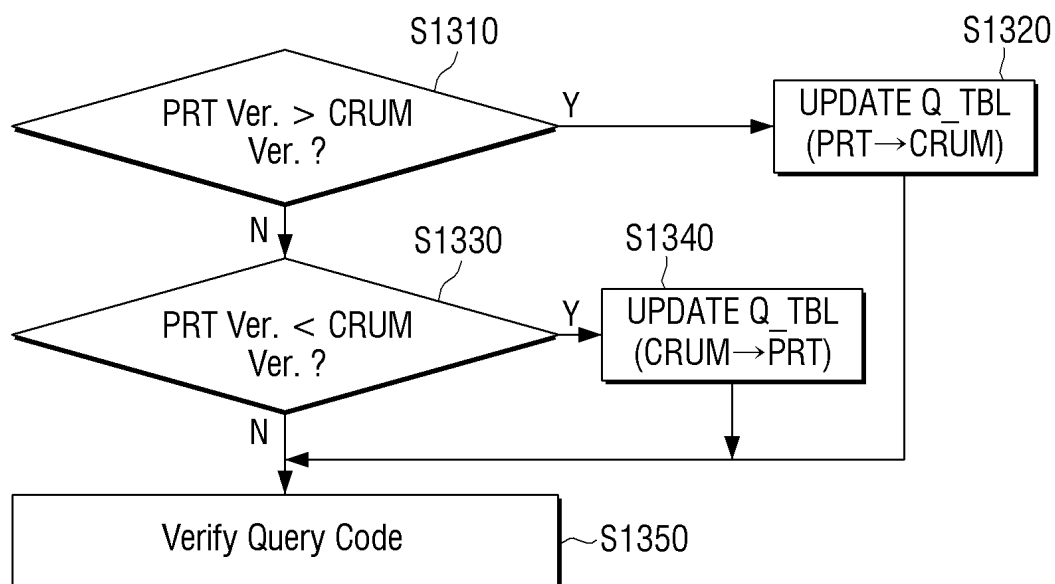 S1310
S1320
PRT Ver. > CRUM
Ver. ?
Y
UPDATE Q_TBL
(PRT→CRUM)
N
S1330
S1340
PRT Ver. < CRUM
Ver. ?
Y
UPDATE Q_TBL
(CRUM→PRT)
N
Verify Query Code
S1350